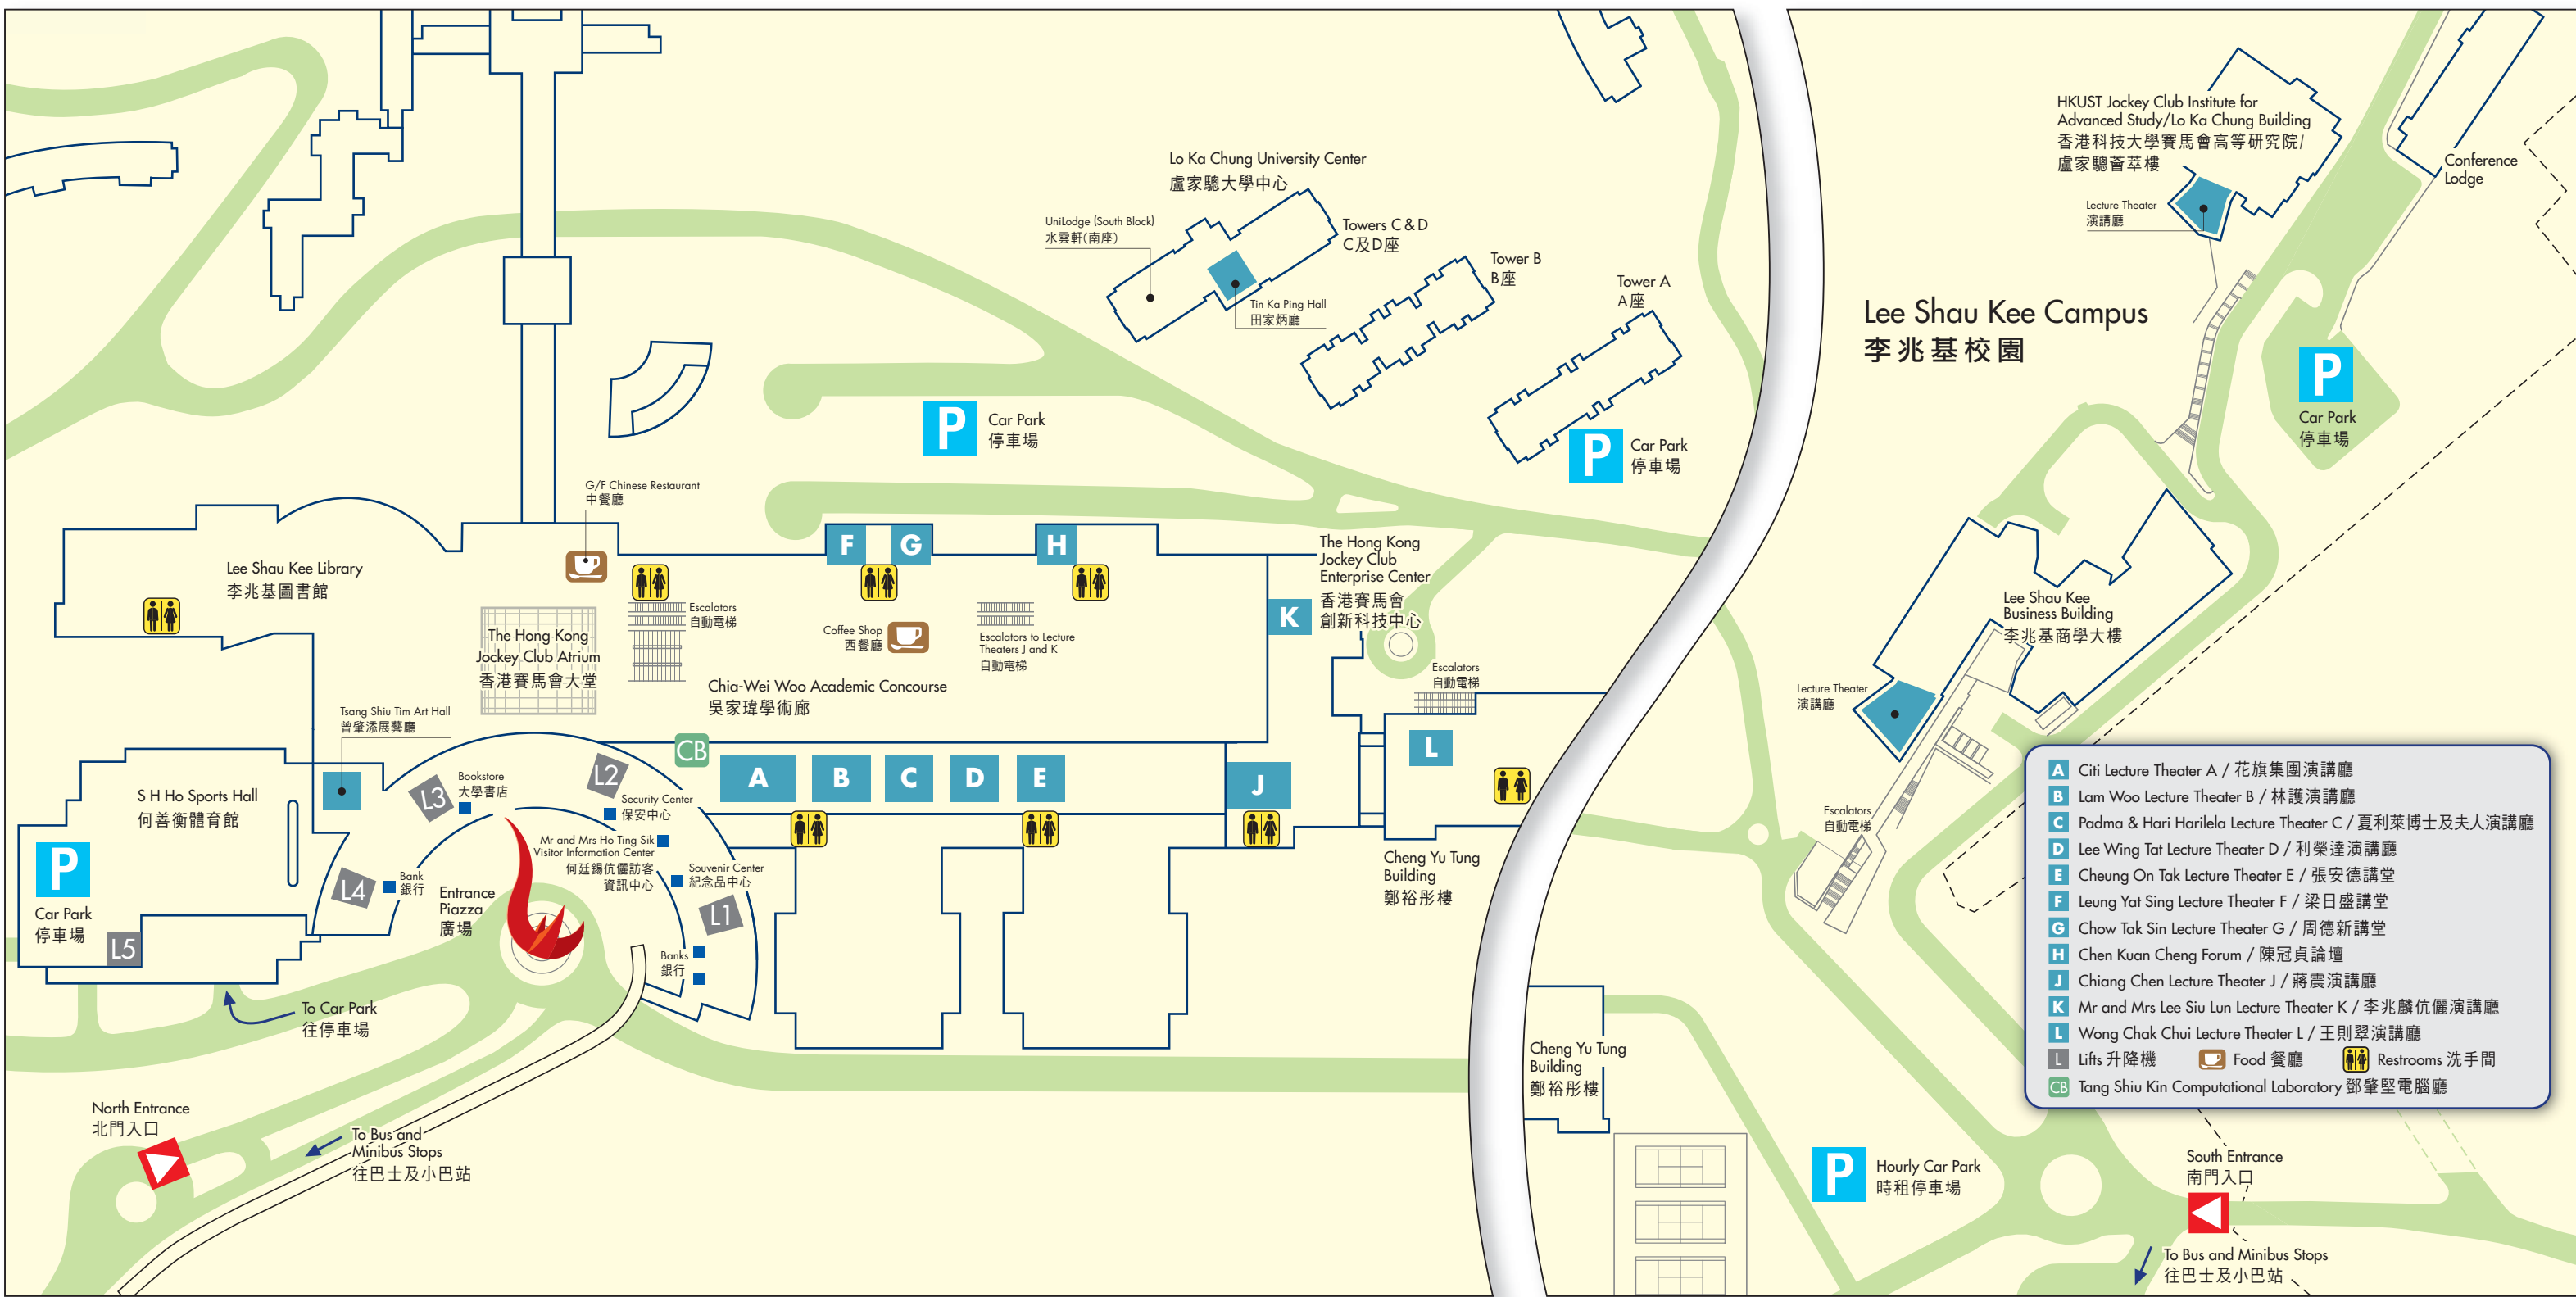 Lo Ka Chung University Center
盧家驄大學中心
UniLodge (South Block)
水雲軒(南座)
Towers C & D
C及D座
Tin Ka Ping Hall
田家炳廳
Tower B
B座
Tower A
A座
P
Car Park
停車場
P
Car Park
停車場
G/F Chinese Restaurant
中餐廳
Lee Shau Kee Library
李兆基圖書館
The Hong Kong
Jockey Club Atrium
香港賽馬會大堂
Escalators
自動電梯
F
G
H
Coffee Shop
西餐廳
Escalators to Lecture
Theaters J and K
自動電梯
Chia-Wei Woo Academic Concourse
吳家瑋學術廊
The Hong Kong
Jockey Club
Enterprise Center
香港賽馬會
創新科技中心
K
Escalators
自動電梯
L
Cheng Yu Tung
Building
鄭裕彤樓
Tsang Shiu Tim Art Hall
曾肇添展藝廳
CB
A
B
C
D
E
J
S H Ho Sports Hall
何善衡體育館
P
Car Park
停車場
L5
L4
L3
L2
L1
Bookstore
大學書店
Security Center
保安中心
Mr and Mrs Ho Ting Sik
Visitor Information Center
何廷錫伉儷訪客
資訊中心
Souvenir Center
紀念品中心
Bank
銀行
Entrance
Piazza
廣場
Banks
銀行
To Car Park
往停車場
North Entrance
北門入口
To Bus and
Minibus Stops
往巴士及小巴站
HKUST Jockey Club Institute for
Advanced Study/Lo Ka Chung Building
香港科技大學賽馬會高等研究院/
盧家驄薈萃樓
Lecture Theater
演講廳
Conference
Lodge
Lee Shau Kee Campus
李兆基校園
P
Car Park
停車場
Lee Shau Kee
Business Building
李兆基商學大樓
Lecture Theater
演講廳
Escalators
自動電梯
Cheng Yu Tung
Building
鄭裕彤樓
P
Hourly Car Park
時租停車場
South Entrance
南門入口
To Bus and Minibus Stops
往巴士及小巴站
A Citi Lecture Theater A / 花旗集團演講廳
B Lam Woo Lecture Theater B / 林護演講廳
C Padma & Hari Harilela Lecture Theater C / 夏利萊博士及夫人演講廳
D Lee Wing Tat Lecture Theater D / 利榮達演講廳
E Cheung On Tak Lecture Theater E / 張安德講堂
F Leung Yat Sing Lecture Theater F / 梁日盛講堂
G Chow Tak Sin Lecture Theater G / 周德新講堂
H Chen Kuan Cheng Forum / 陳冠貞論壇
J Chiang Chen Lecture Theater J / 蔣震演講廳
K Mr and Mrs Lee Siu Lun Lecture Theater K / 李兆麟伉儷演講廳
L Wong Chak Chui Lecture Theater L / 王則翠演講廳
L Lifts 升降機 Food 餐廳 Restrooms 洗手間
CB Tang Shiu Kin Computational Laboratory 鄧肇堅電腦廳